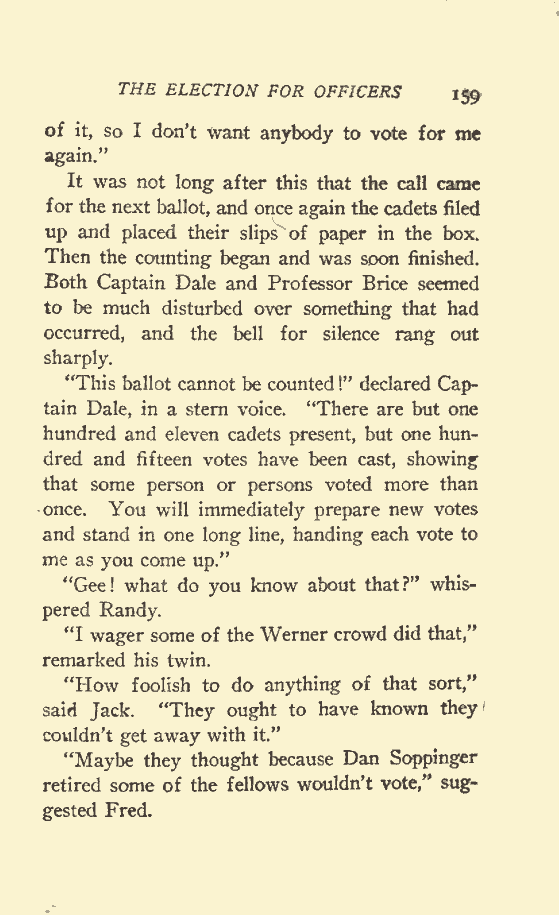 THE ELECTION FOR OFFICERS 159
of it, so I don't want anybody to vote for me
again."
It was not long after this that the call came
for the next ballot, and once again the cadets filed
up and placed their slips of paper in the box.
Then the counting began and was soon finished.
Both Captain Dale and Professor Brice seemed
to be much disturbed over something that had
occurred, and the bell for silence rang out
sharply.
"This ballot cannot be counted!" declared Cap-
tain Dale, in a stern voice. "There are but one
hundred and eleven cadets present, but one hun-
dred and fifteen votes have been cast, showing
that some person or persons voted more than
once. You will immediately prepare new votes
and stand in one long line, handing each vote to
me as you come up."
"Gee! what do you know about that?" whis-
pered Randy.
"I wager some of the Werner crowd did that,"
remarked his twin.
"How foolish to do anything of that sort,"
said Jack. "They ought to have known they
couldn't get away with it."
"Maybe they thought because Dan Soppinger
retired some of the fellows wouldn't vote," sug-
gested Fred.